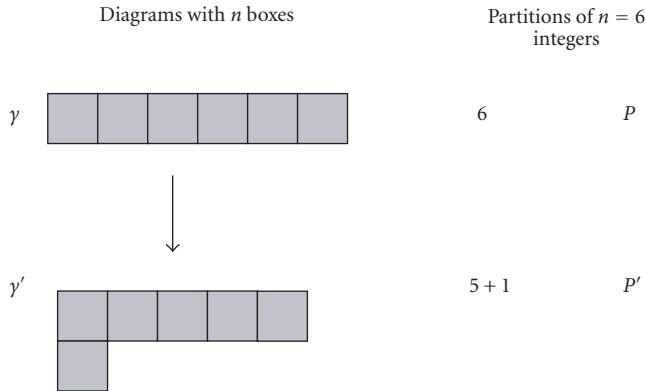 Diagrams with n boxes
Partitions of n = 6
integers
γ
6
P
γ′
5 + 1
P′